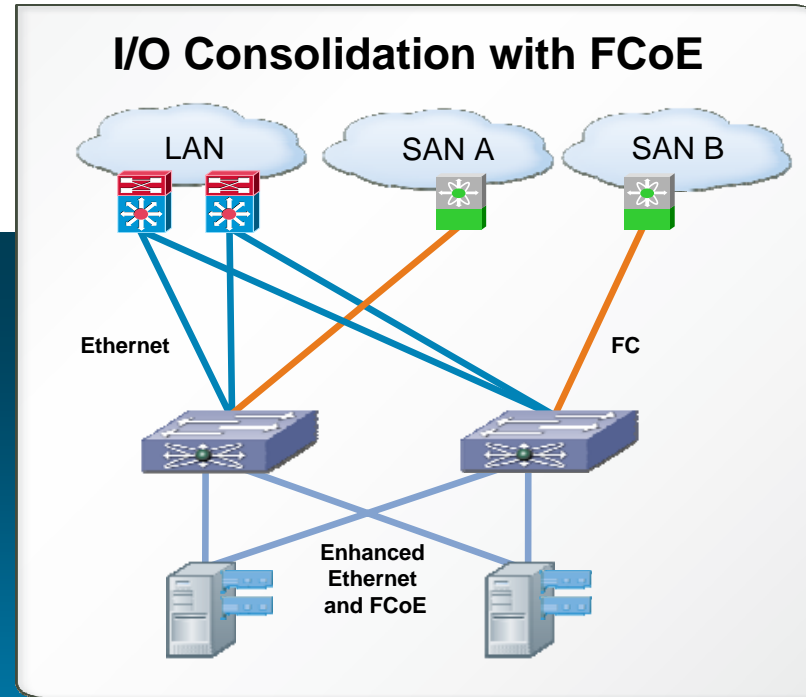 I/O Consolidation with FCoE
LAN
SAN A
SAN B
Ethernet
FC
Enhanced
Ethernet
and FCoE